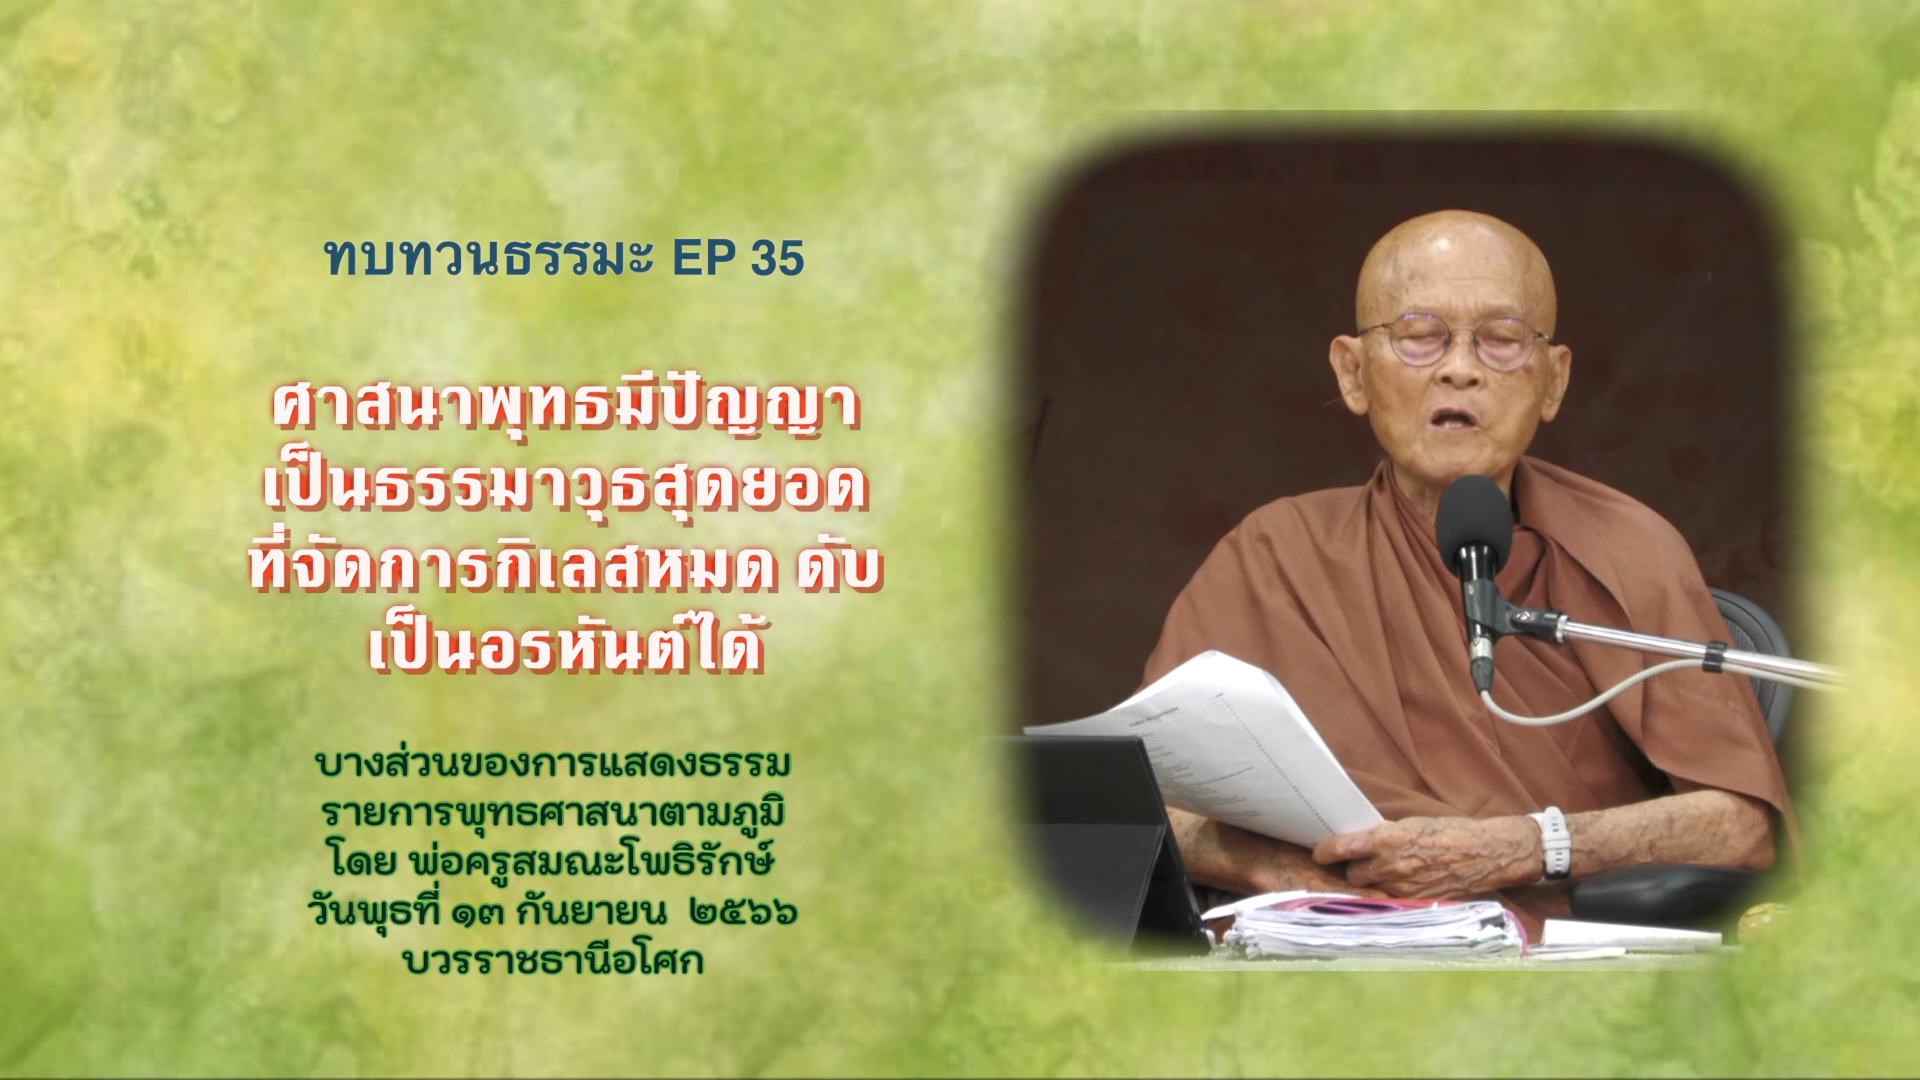 ทบทวนธรรมะ EP 35
ศาสนาพุทธมีปัญญา
เป็นธรรมาวุธสุดยอด
ที่จัดการกิเลสหมด ดับ
เป็นอรหันต์ได้
บางส่วนของการแสดงธรรม
รายการพุทธศาสนาตามภูมิ
โดย พ่อครูสมณะโพธิรักษ์
วันพุธที่ ๑๓ กันยายน ๒๕๖๖
บวรราชธานีอโศก